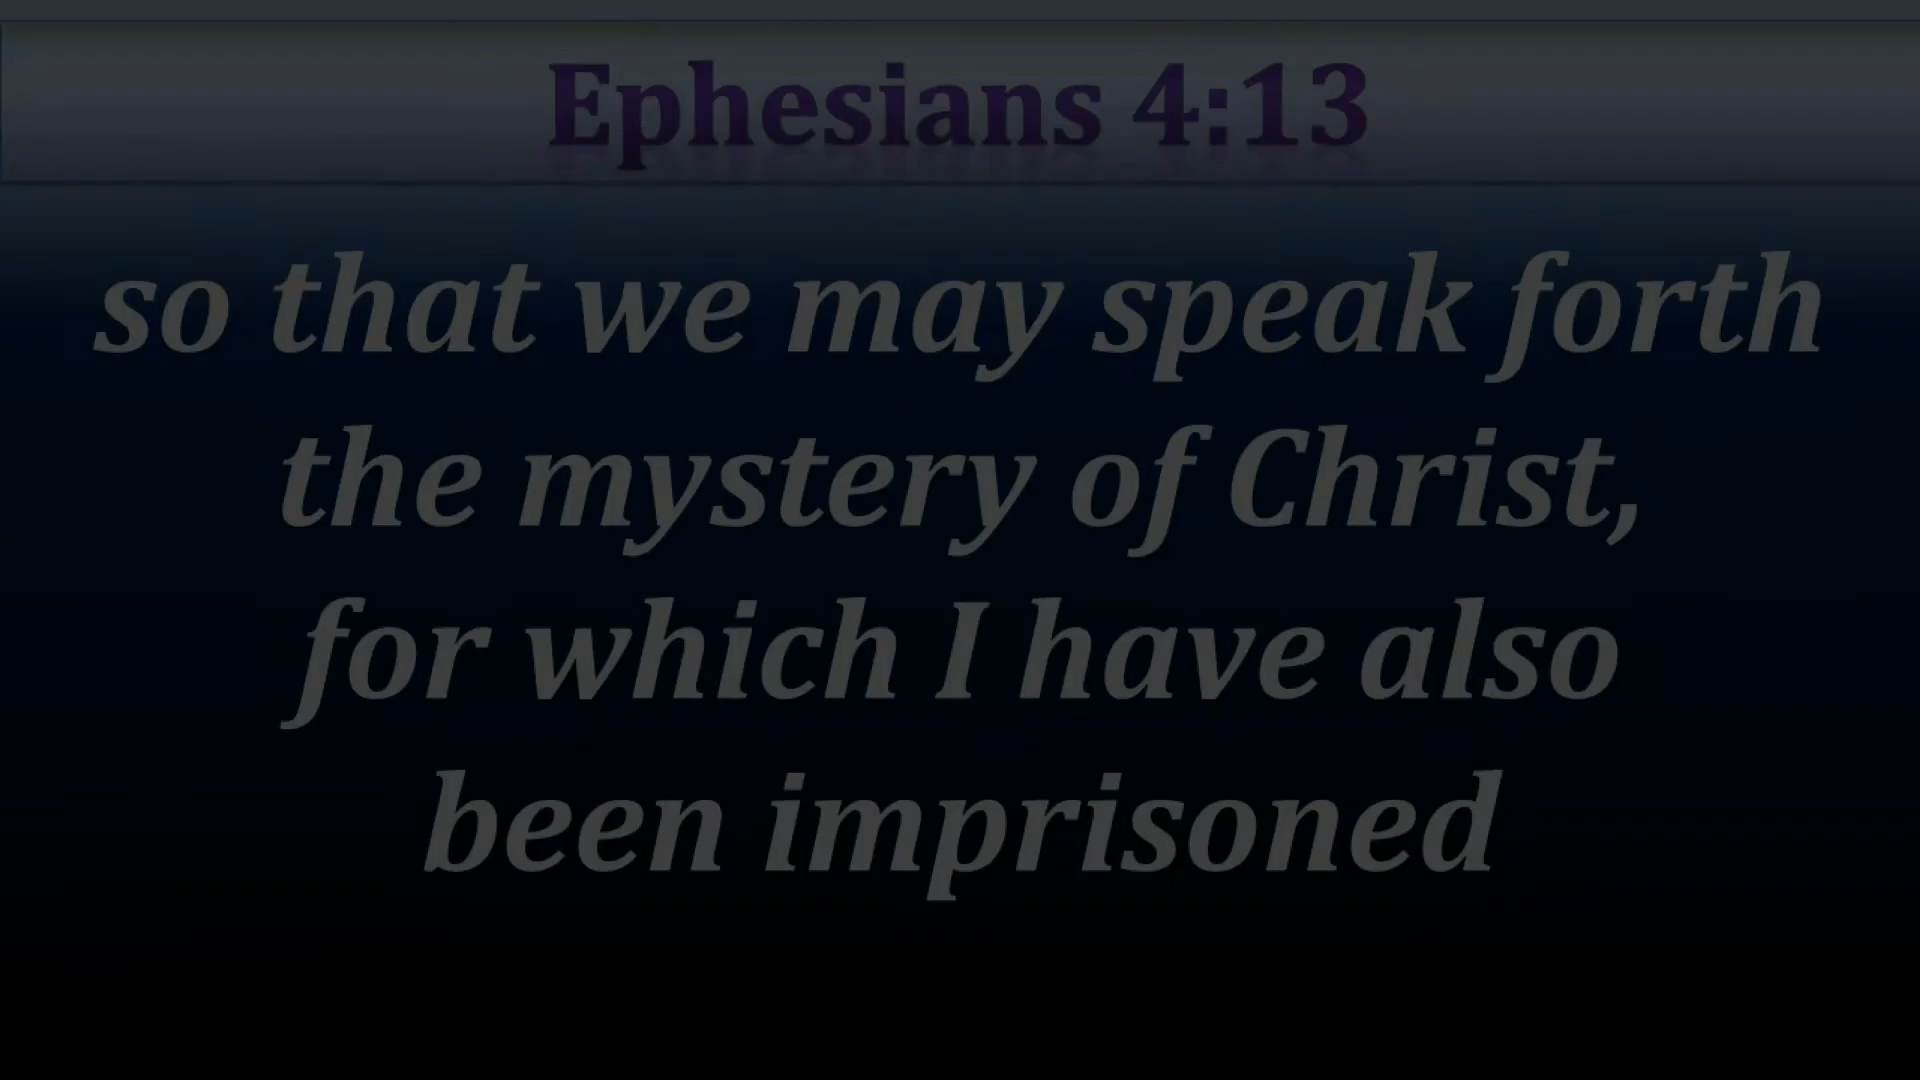 Ephesians 4:13
so that we may speak forth
the mystery of Christ,
for which I have also
been imprisoned